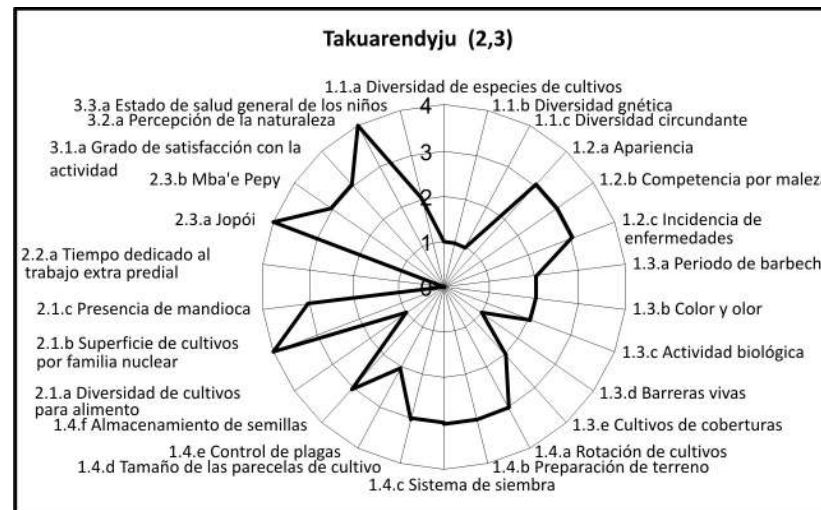 Takuarendyju (2,3)
1.1.a Diversidad de especies de cultivos
1.1.b Diversidad gnética
1.1.c Diversidad circundante
1.2.a Apariencia
1.2.b Competencia por maleza
1.2.c Incidencia de
enfermedades
1.3.a Periodo de barbech
1.3.b Color y olor
1.3.c Actividad biológica
1.3.d Barreras vivas
1.3.e Cultivos de coberturas
1.4.a Rotación de cultivos
1.4.b Preparación de terreno
1.4.c Sistema de siembra
1.4.d Tamaño de las parecelas de cultivo
1.4.e Control de plagas
1.4.f Almacenamiento de semillas
2.1.a Diversidad de cultivos
para alimento
2.1.b Superficie de cultivos
por familia nuclear
2.1.c Presencia de mandioca
2.2.a Tiempo dedicado al
trabajo extra predial
2.3.a Jopói
2.3.b Mba'e Pepy
3.1.a Grado de satisfacción con la
actividad
3.2.a Percepción de la naturaleza
3.3.a Estado de salud general de los niños
4
3
2
1
0